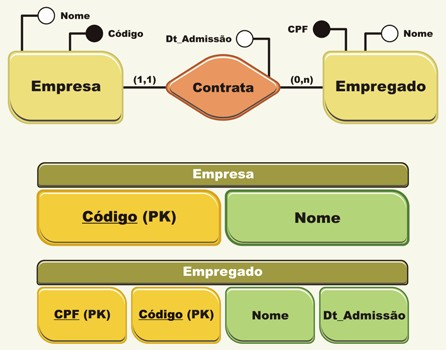 Nome
Código
Dt_Admissão
CPF
Nome
Empresa
(1,1)
Contrata
(0,n)
Empregado
Empresa
Código (PK)
Nome
Empregado
CPF (PK)
Código (PK)
Nome
Dt_Admissão